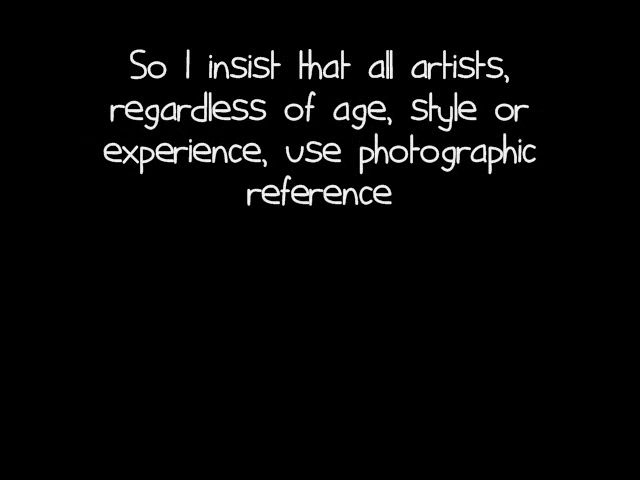 So I insist that all artists,
regardless of age, style or
experience, use photographic
reference